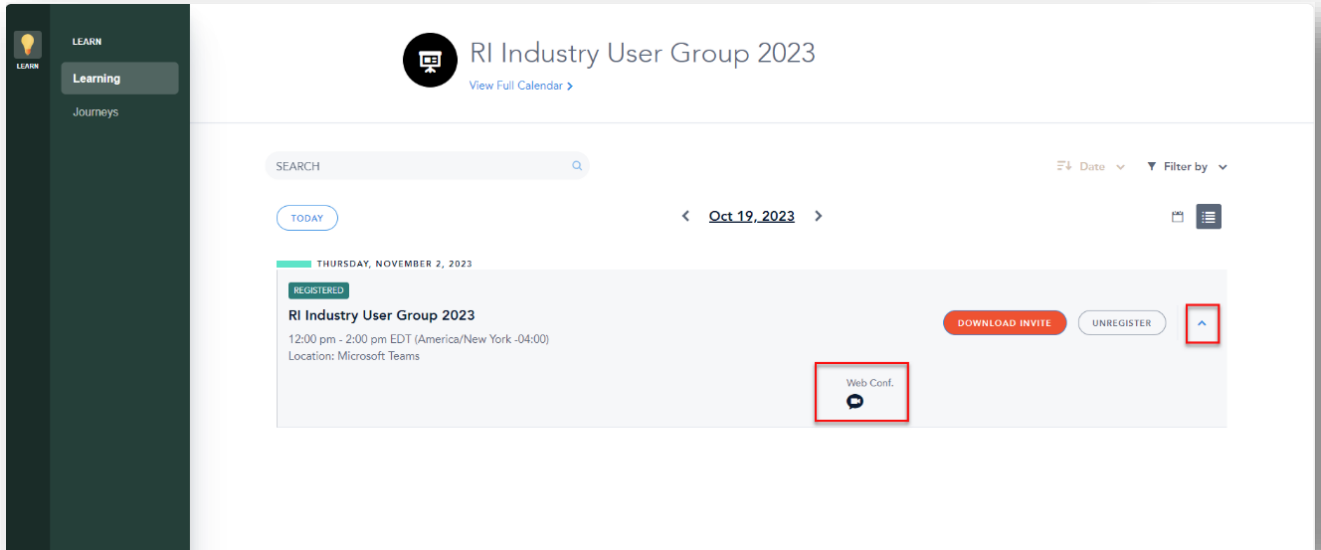 LEARN
LEARN
Learning
Journeys
RI Industry User Group 2023
View Full Calendar
SEARCH
Date
Filter by
TODAY
Oct 19, 2023
THURSDAY, NOVEMBER 2, 2023
REGISTERED
RI Industry User Group 2023
12:00 pm - 2:00 pm EDT (America/New York -04:00)
Location: Microsoft Teams
DOWNLOAD INVITE
UNREGISTER
Web Conf.